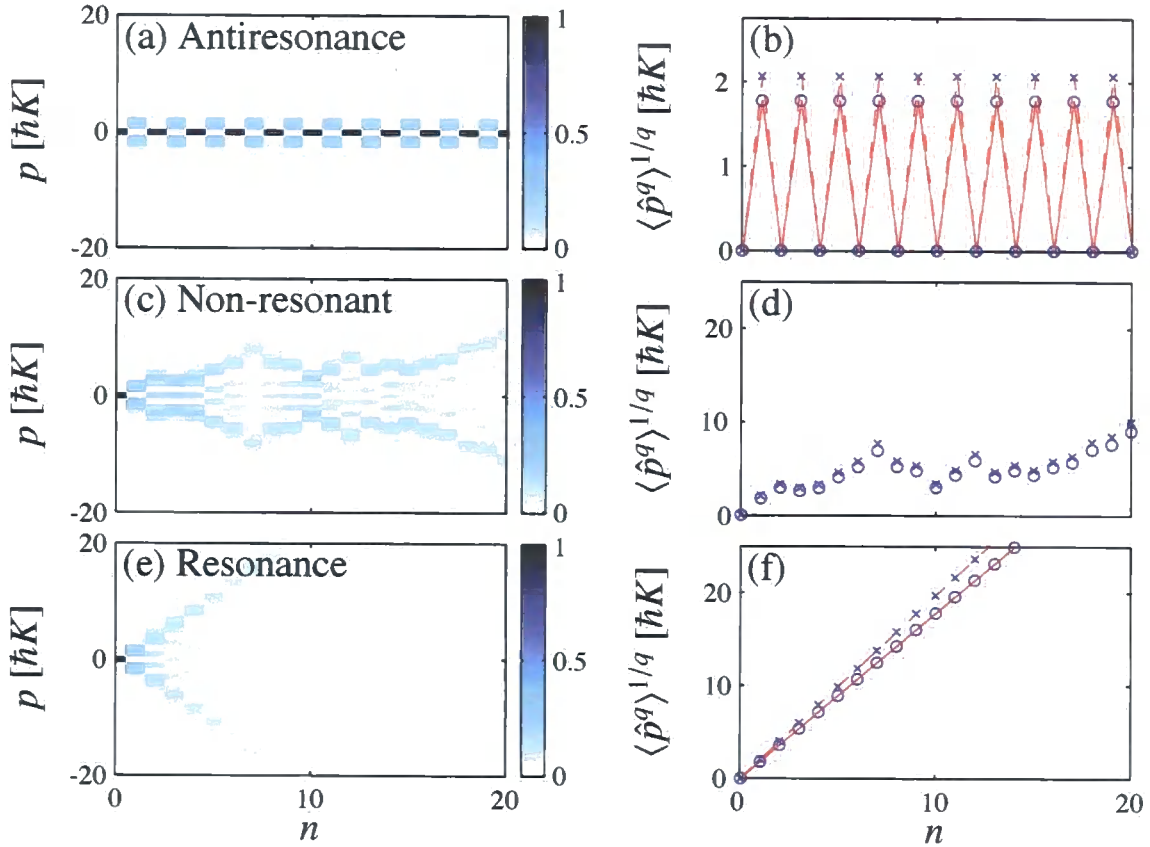 (a) Antiresonance
20
0
-20
p [ħK]
1
0.5
0
(b)
2
1
0
⟨p̂^q⟩^{1/q} [ħK]
(c) Non-resonant
20
0
-20
p [ħK]
1
0.5
0
(d)
20
10
0
⟨p̂^q⟩^{1/q} [ħK]
(e) Resonance
20
0
-20
p [ħK]
0
10
20
n
1
0.5
0
(f)
20
10
0
⟨p̂^q⟩^{1/q} [ħK]
0
10
20
n